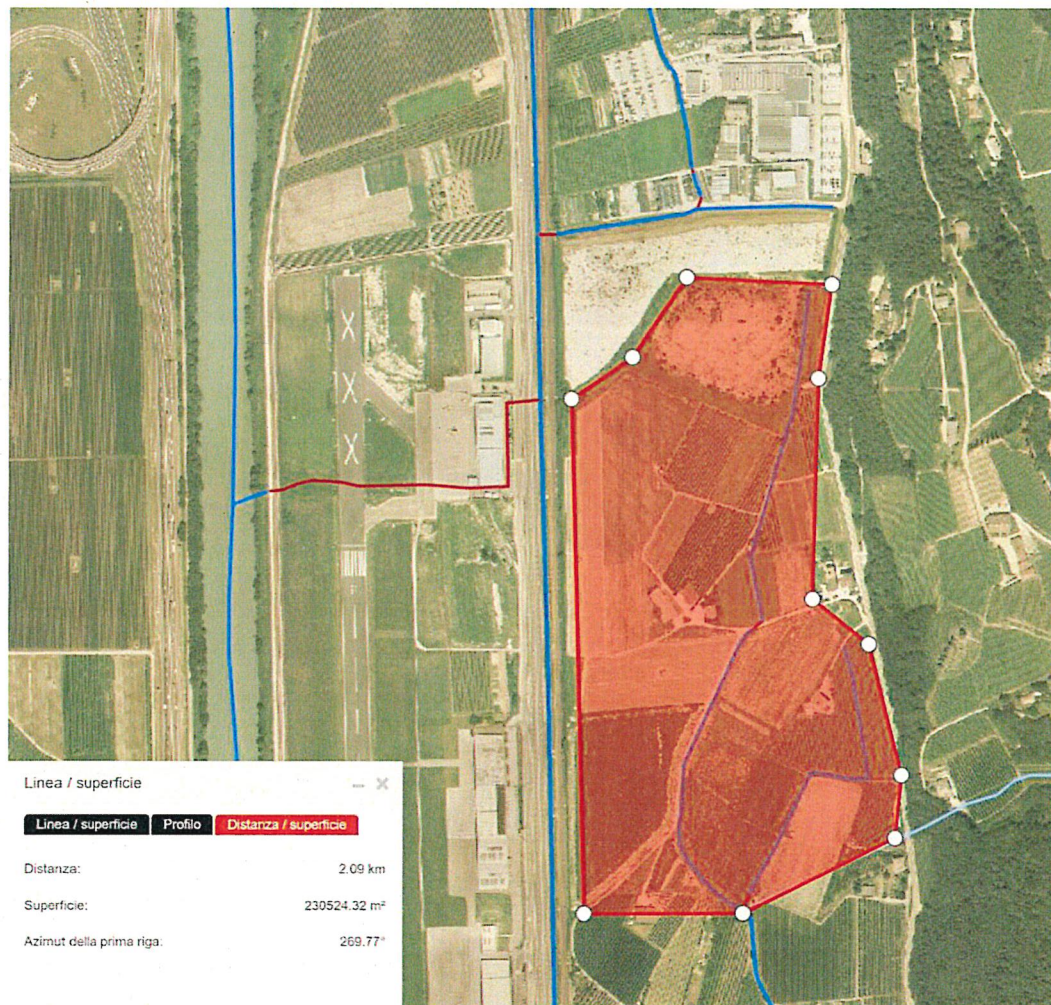 Linea / superficie
Linea / superficie Profilo Distanza / superficie
Distanza: 2.09 km
Superficie: 230524.32 m²
Azimut della prima riga: 269.77°